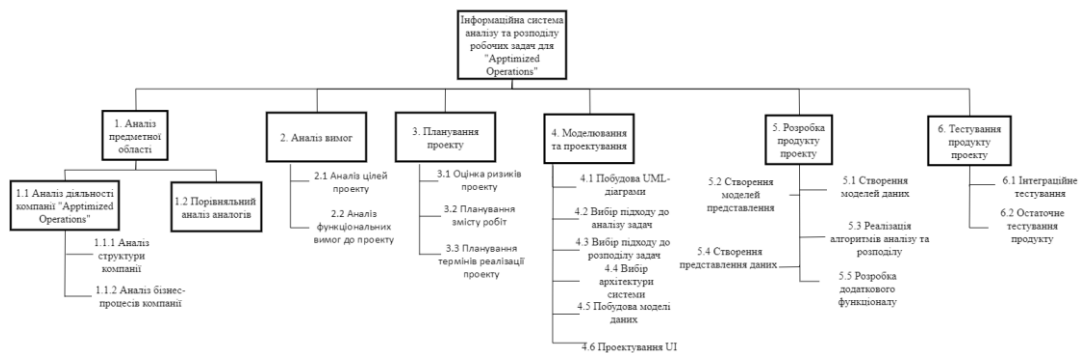 Інформаційна система
аналізу та розподілу
робочих задач для
"Apptimized
Operations"
1. Аналіз
предметної
області
2. Аналіз вимог
3. Планування
проекту
4. Моделювання
та проектування
5. Розробка
продукту
проекту
6. Тестування
продукту
проекту
1.1 Аналіз діяльності
компанії "Apptimized
Operations"
1.2 Порівняльний
аналіз аналогів
1.1.1 Аналіз
структури
компанії
1.1.2 Аналіз бізнес-
процесів компанії
2.1 Аналіз цілей
проекту
2.2 Аналіз
функціональних
вимог до проекту
3.1 Оцінка ризиків
проекту
3.2 Планування
змісту робіт
3.3 Планування
термінів реалізації
проекту
4.1 Побудова UML-
діаграми
4.2 Вибір підходу до
аналізу задач
4.3 Вибір підходу до
розподілу задач
4.4 Вибір
архітектури
системи
4.5 Побудова моделі
даних
4.6 Проектування UI
5.1 Створення
моделей даних
5.2 Створення
моделей
представлення
5.3 Реалізація
алгоритмів аналізу та
розподілу
5.4 Створення
представлення даних
5.5 Розробка
додаткового
функціоналу
6.1 Інтеграційне
тестування
6.2 Остаточне
тестування
продукту